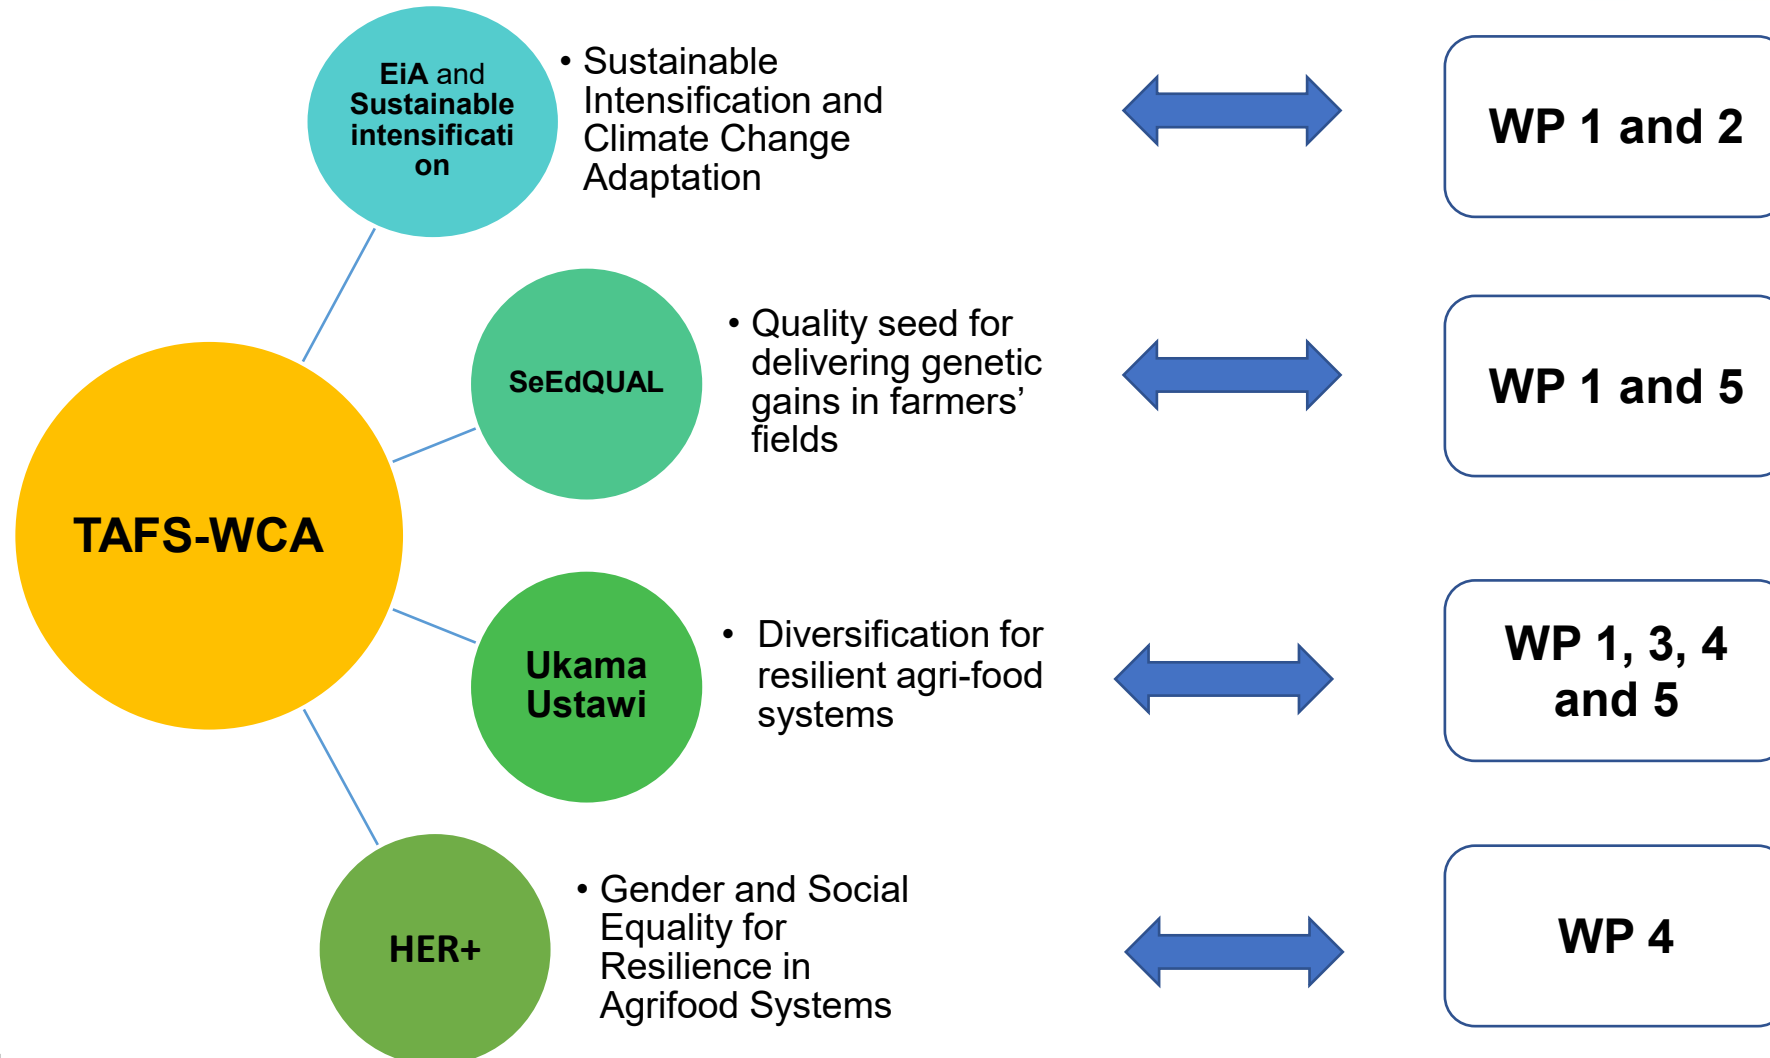 EiA and
Sustainable
intensificati
on
• Sustainable
Intensification and
Climate Change
Adaptation
WP 1 and 2
SeEdQUAL
• Quality seed for
delivering genetic
gains in farmers’
fields
WP 1 and 5
TAFS-WCA
Ukama
Ustawi
• Diversification for
resilient agri-food
systems
WP 1, 3, 4
and 5
HER+
• Gender and Social
Equality for
Resilience in
Agrifood Systems
WP 4